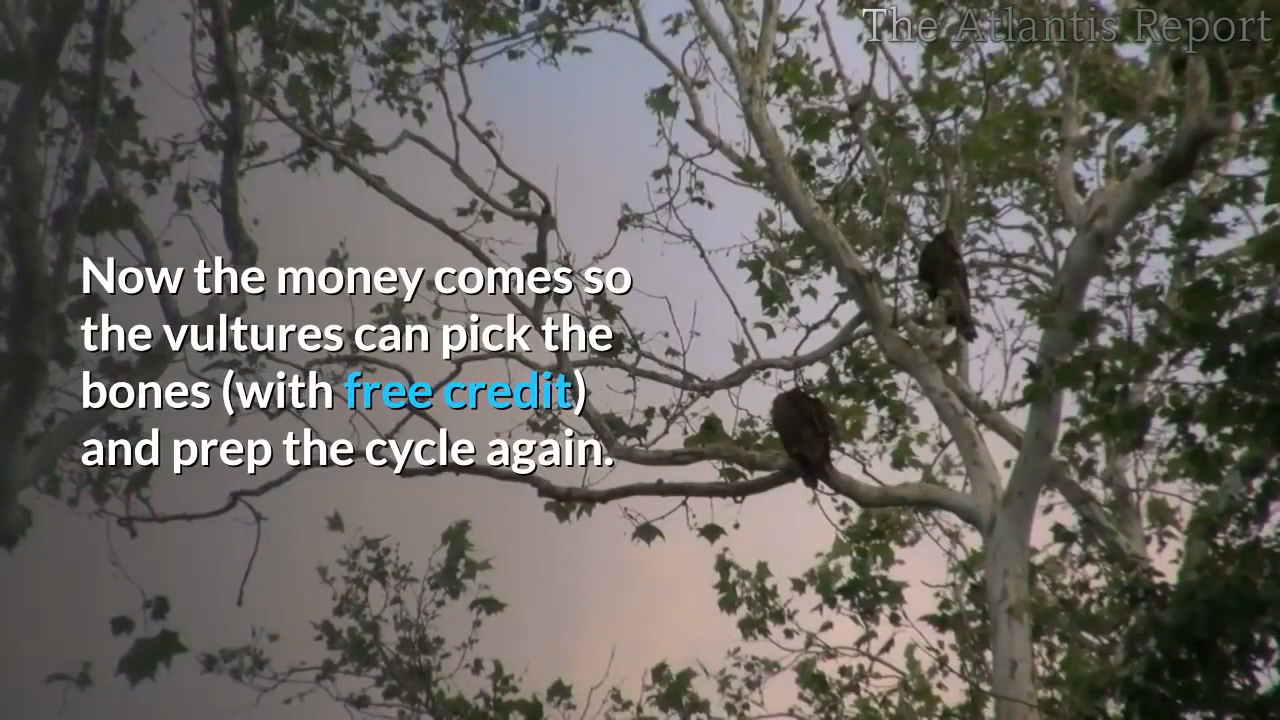 The Atlantis Report
Now the money comes so
the vultures can pick the
bones (with free credit)
and prep the cycle again.